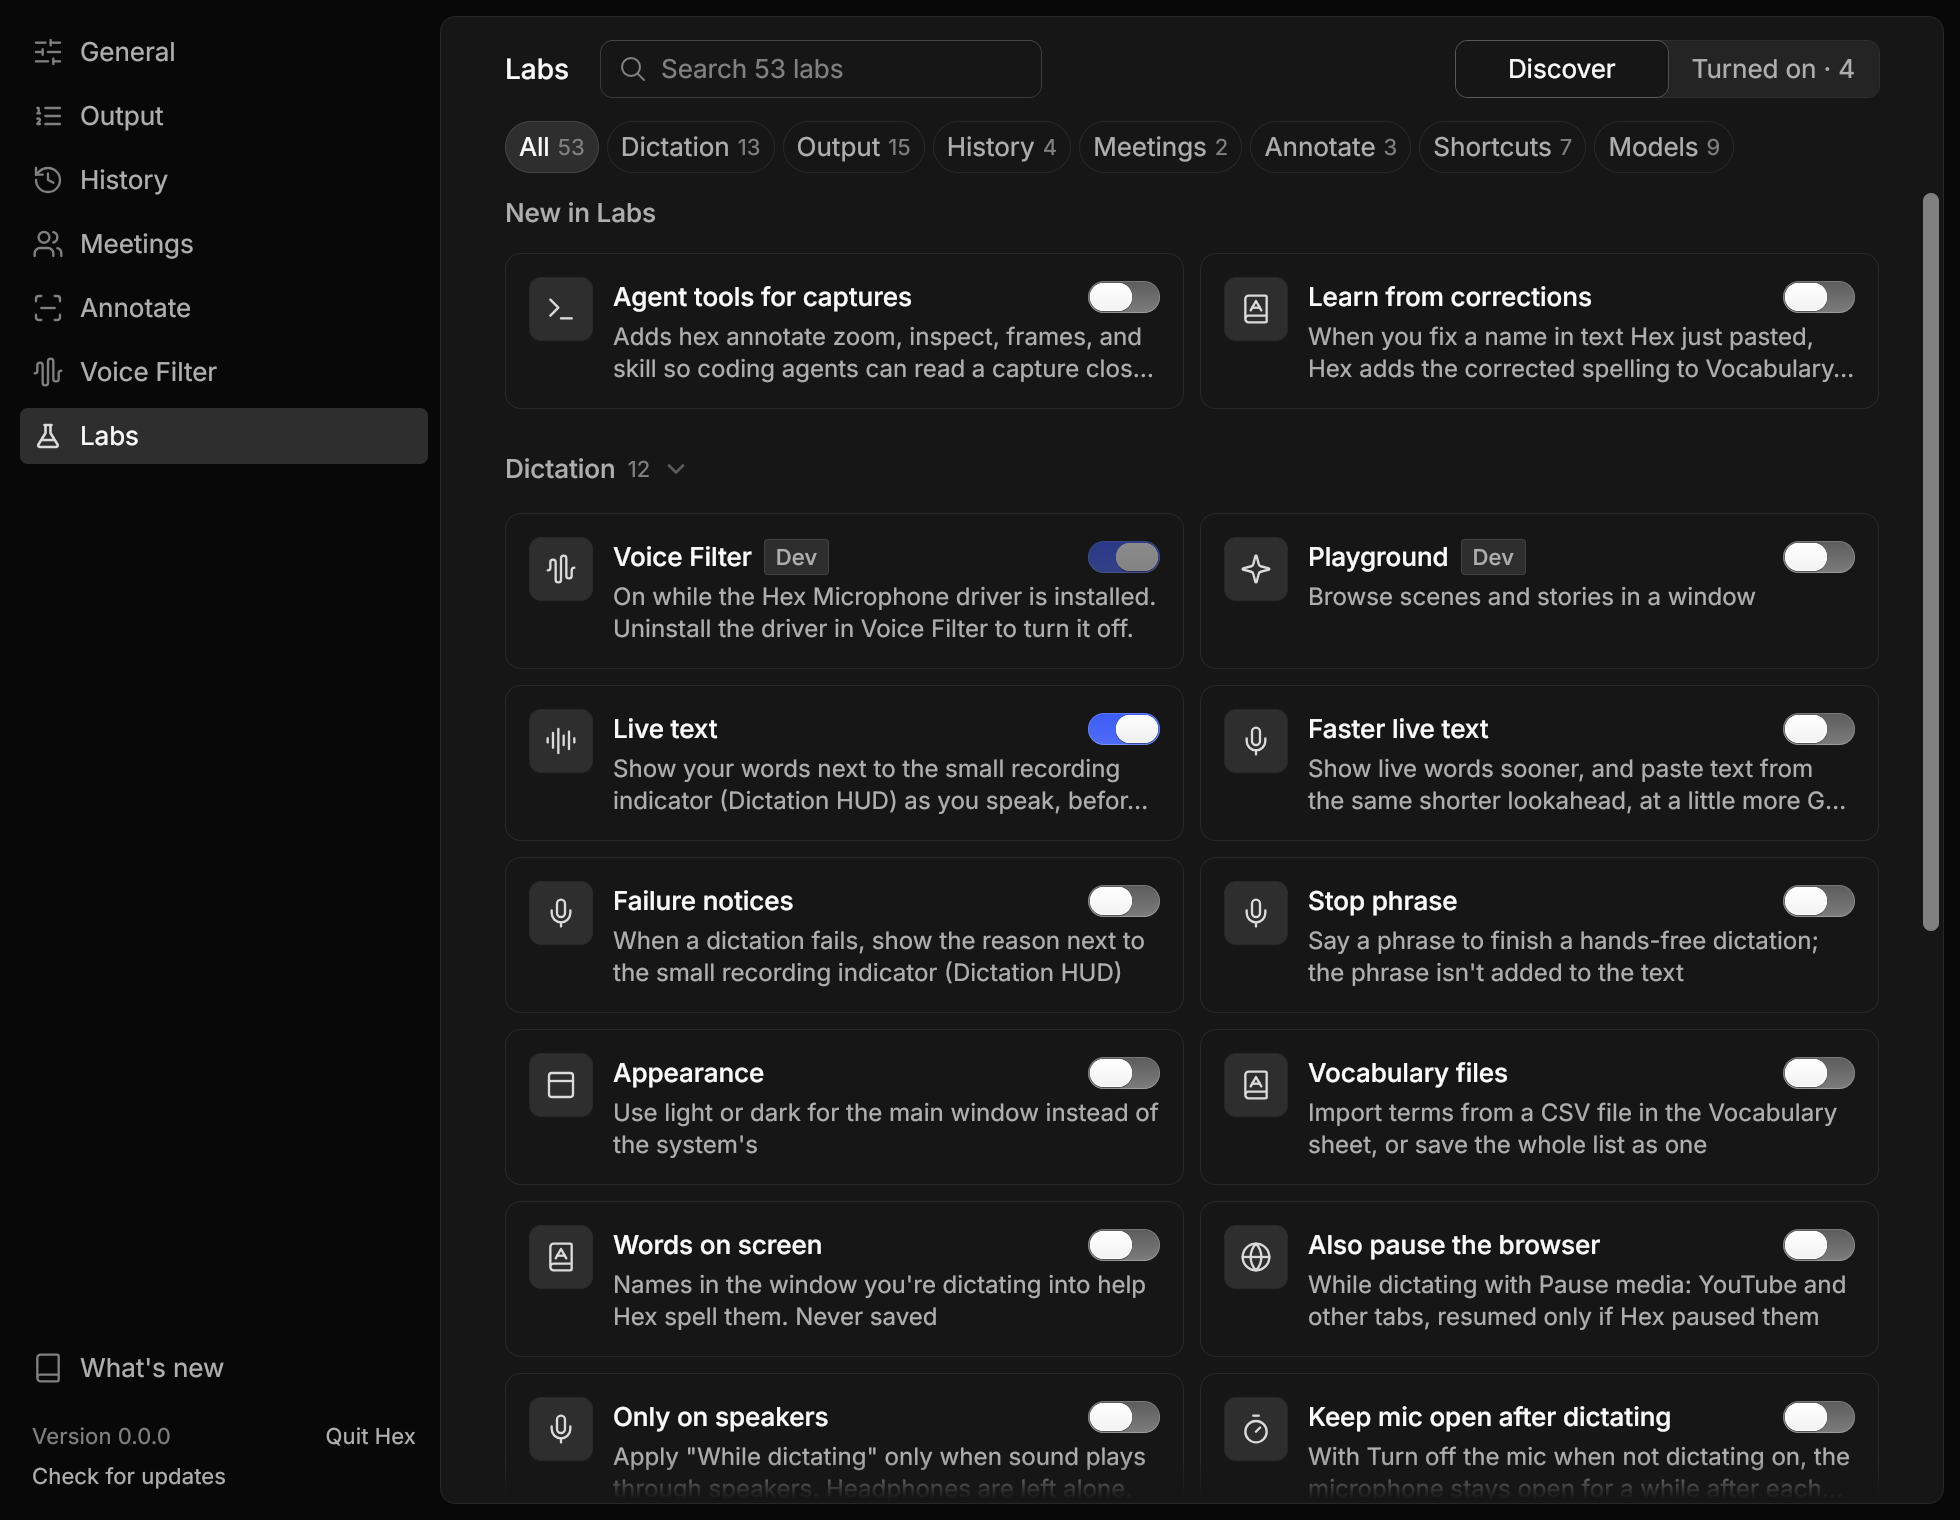 General
Output
History
Meetings
Annotate
Voice Filter
Labs
What's new
Version 0.0.0
Quit Hex
Check for updates
Labs
Search 53 labs
Discover
Turned on · 4
All 53
Dictation 13
Output 15
History 4
Meetings 2
Annotate 3
Shortcuts 7
Models 9
New in Labs
Agent tools for captures
Adds hex annotate zoom, inspect, frames, and
skill so coding agents can read a capture clos...
Learn from corrections
When you fix a name in text Hex just pasted,
Hex adds the corrected spelling to Vocabulary...
Dictation 12
Voice Filter Dev
On while the Hex Microphone driver is installed.
Uninstall the driver in Voice Filter to turn it off.
Playground Dev
Browse scenes and stories in a window
Live text
Show your words next to the small recording
indicator (Dictation HUD) as you speak, befor...
Faster live text
Show live words sooner, and paste text from
the same shorter lookahead, at a little more G...
Failure notices
When a dictation fails, show the reason next to
the small recording indicator (Dictation HUD)
Stop phrase
Say a phrase to finish a hands-free dictation;
the phrase isn't added to the text
Appearance
Use light or dark for the main window instead of
the system's
Vocabulary files
Import terms from a CSV file in the Vocabulary
sheet, or save the whole list as one
Words on screen
Names in the window you're dictating into help
Hex spell them. Never saved
Also pause the browser
While dictating with Pause media: YouTube and
other tabs, resumed only if Hex paused them
Only on speakers
Apply "While dictating" only when sound plays
through speakers. Headphones are left alone.
Keep mic open after dictating
With Turn off the mic when not dictating on, the
microphone stays open for a while after each...